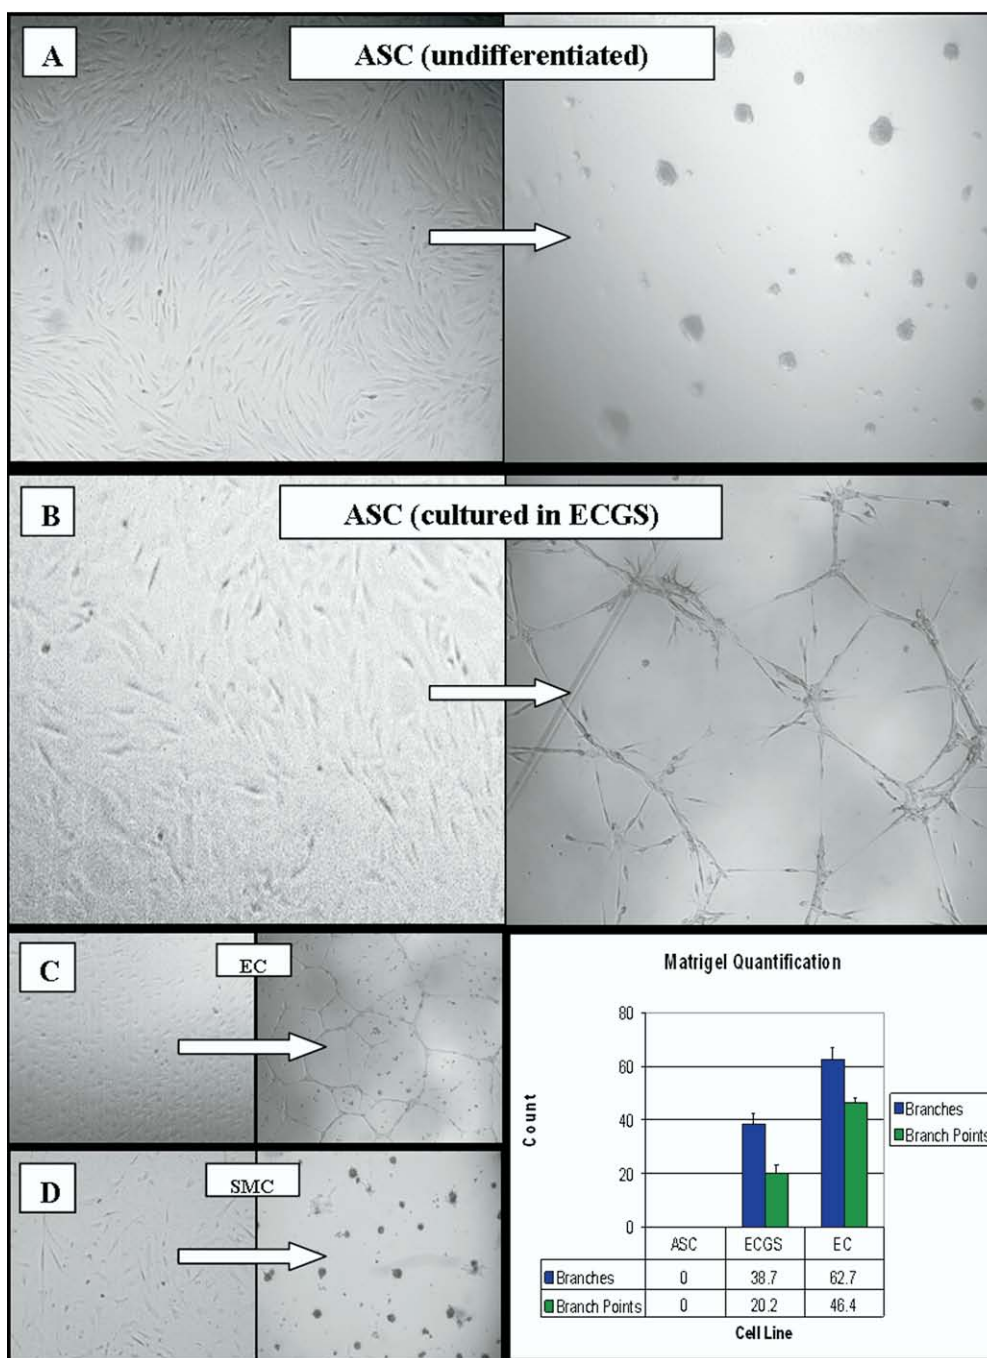 A
ASC (undifferentiated)
B
ASC (cultured in ECGS)
C
EC
D
SMC
Matrigel Quantification
80
60
40
20
0
Count
Branches
Branch Points
ASC ECGS EC
Branches 0 38.7 62.7
Branch Points 0 20.2 46.4
Cell Line